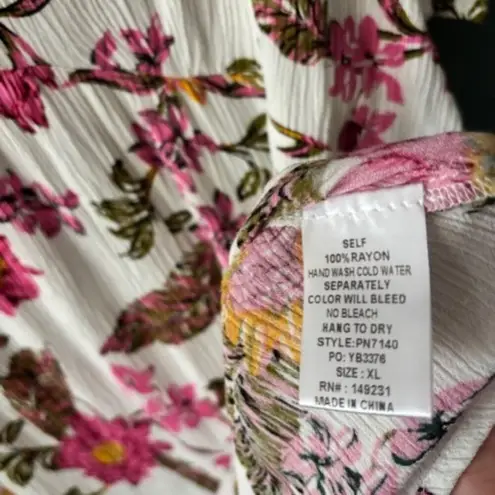 SELF
100%RAYON
HAND WASH COLD WATER
SEPARATELY
COLOR WILL BLEED
NO BLEACH
HANG TO DRY
STYLE:PN7140
PO: YB3376
SIZE : XL
RN# : 149231
MADE IN CHINA